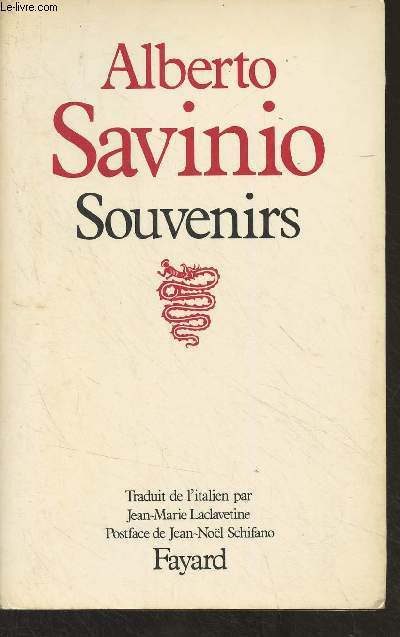 Le-livre.com
Alberto
Savinio
Souvenirs
Traduit de l'italien par
Jean-Marie Laclavetine
Postface de Jean-Noël Schifano
Fayard